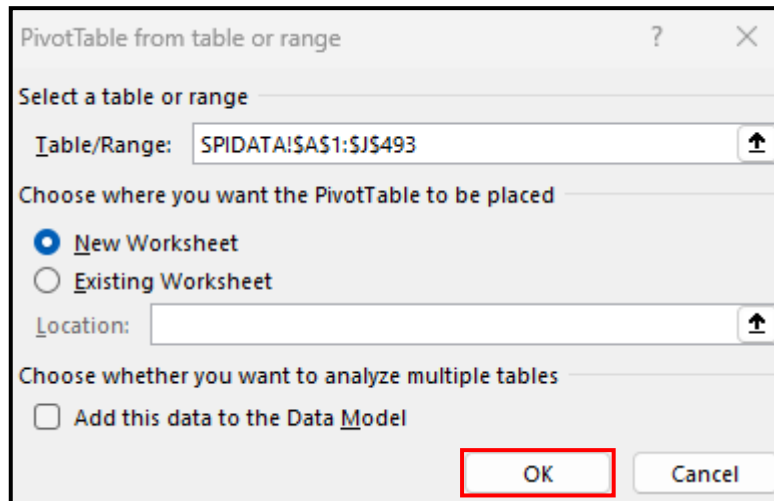 PivotTable from table or range ? ×
Select a table or range
Table/Range: SPIDATA!$A$1:$J$493
Choose where you want the PivotTable to be placed
New Worksheet
Existing Worksheet
Location:
Choose whether you want to analyze multiple tables
Add this data to the Data Model
OK Cancel